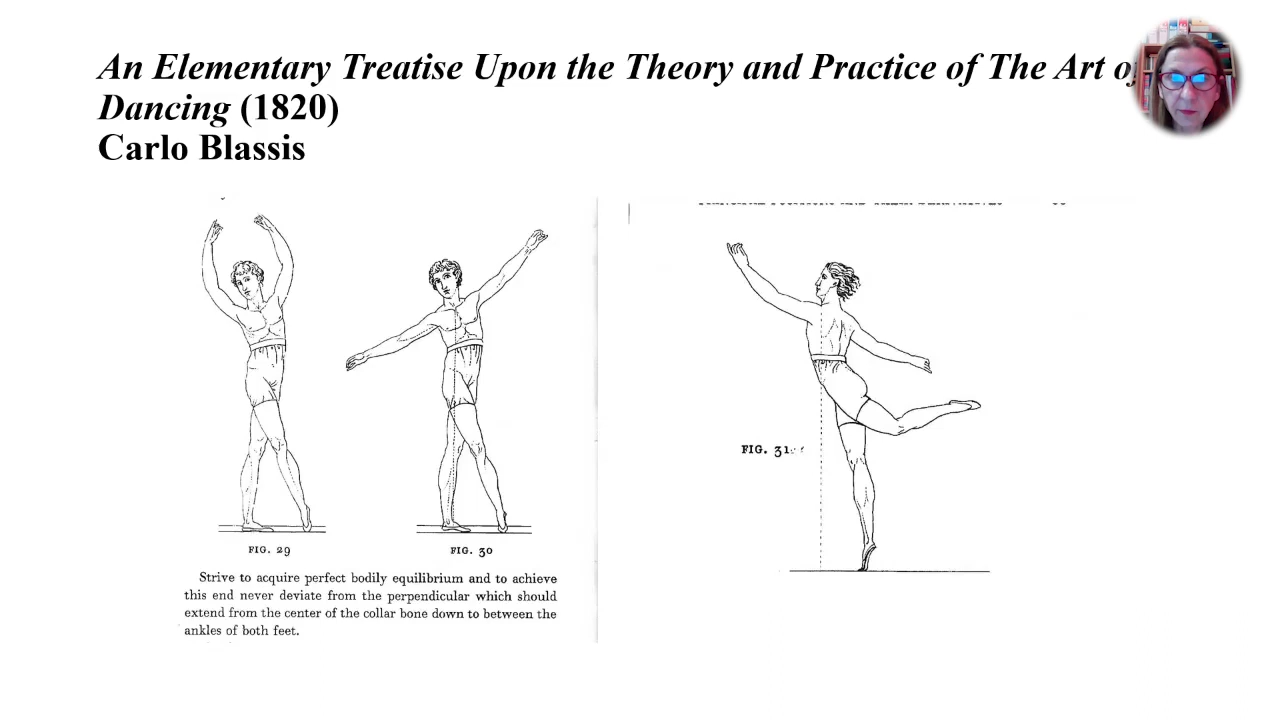 An Elementary Treatise Upon the Theory and Practice of The Art of
Dancing (1820)
Carlo Blassis
FIG. 29
FIG. 30
Strive to acquire perfect bodily equilibrium and to achieve
this end never deviate from the perpendicular which should
extend from the center of the collar bone down to between the
ankles of both feet.
FIG. 31